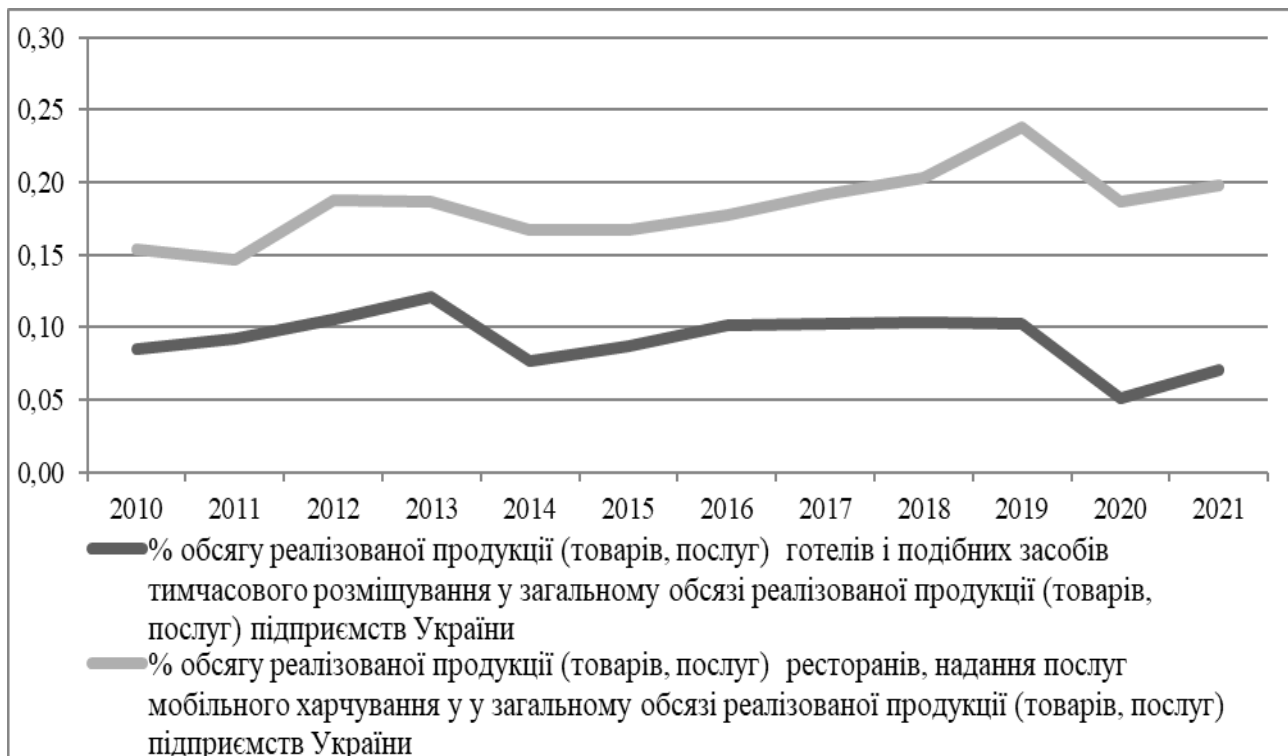 0,30
0,25
0,20
0,15
0,10
0,05
0,00
2010 2011 2012 2013 2014 2015 2016 2017 2018 2019 2020 2021
% обсягу реалізованої продукції (товарів, послуг) готелів і подібних засобів
тимчасового розміщування у загальному обсязі реалізованої продукції (товарів,
послуг) підприємств України
% обсягу реалізованої продукції (товарів, послуг) ресторанів, надання послуг
мобільного харчування у у загальному обсязі реалізованої продукції (товарів, послуг)
підприємств України